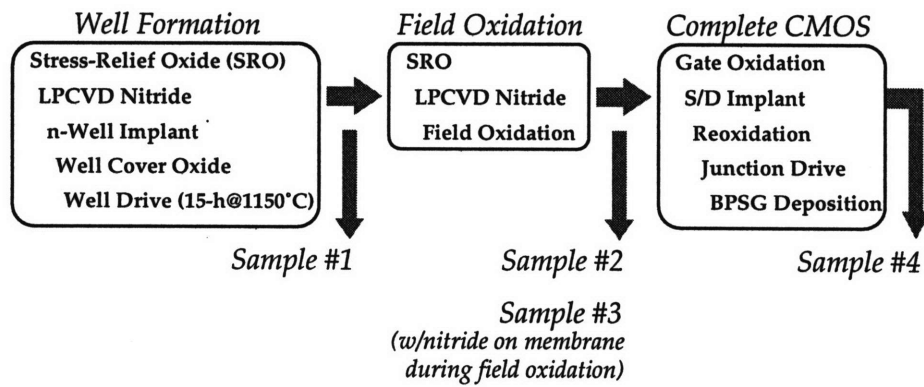 Well Formation
Stress-Relief Oxide (SRO)
LPCVD Nitride
n-Well Implant
Well Cover Oxide
Well Drive (15-h@1150°C)
Sample #1
Field Oxidation
SRO
LPCVD Nitride
Field Oxidation
Sample #2
Sample #3
(w/nitride on membrane
during field oxidation)
Complete CMOS
Gate Oxidation
S/D Implant
Reoxidation
Junction Drive
BPSG Deposition
Sample #4